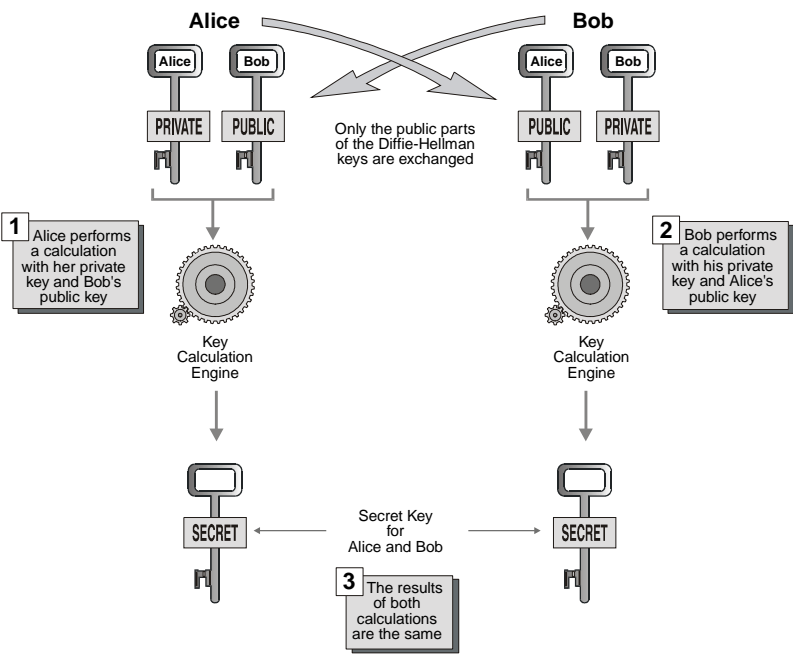 Alice
Bob
Alice
Bob
Alice
Bob
PRIVATE
PUBLIC
PUBLIC
PRIVATE
Only the public parts
of the Diffie-Hellman
keys are exchanged
1
Alice performs
a calculation
with her private
key and Bob's
public key
2
Bob performs
a calculation
with his private
key and Alice's
public key
Key
Calculation
Engine
Key
Calculation
Engine
SECRET
Secret Key
for
Alice and Bob
SECRET
3
The results
of both
calculations
are the same